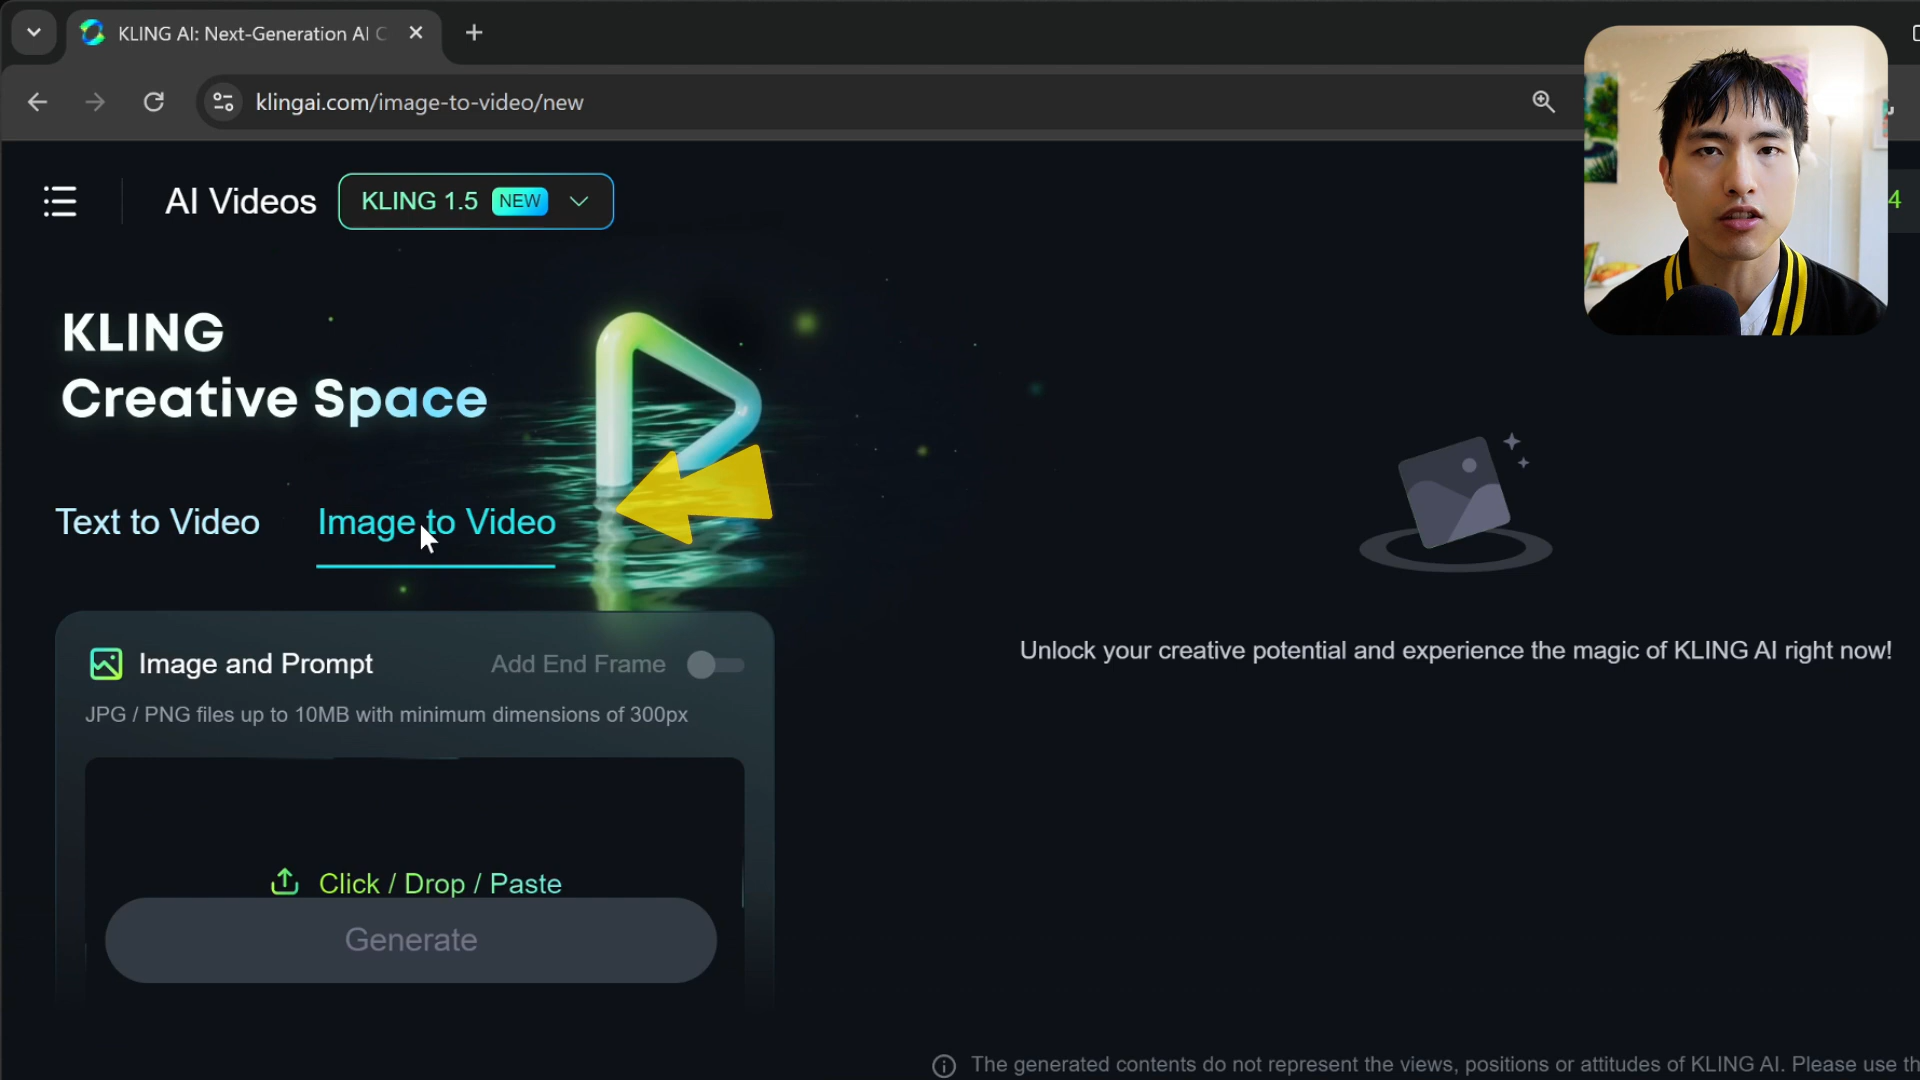 KLING AI: Next-Generation AI C
klingai.com/image-to-video/new
AI Videos
KLING 1.5 NEW
4
KLING
Creative Space
Text to Video
Image to Video
Image and Prompt
Add End Frame
JPG / PNG files up to 10MB with minimum dimensions of 300px
Click / Drop / Paste
Generate
Unlock your creative potential and experience the magic of KLING AI right now!
The generated contents do not represent the views, positions or attitudes of KLING AI. Please use th